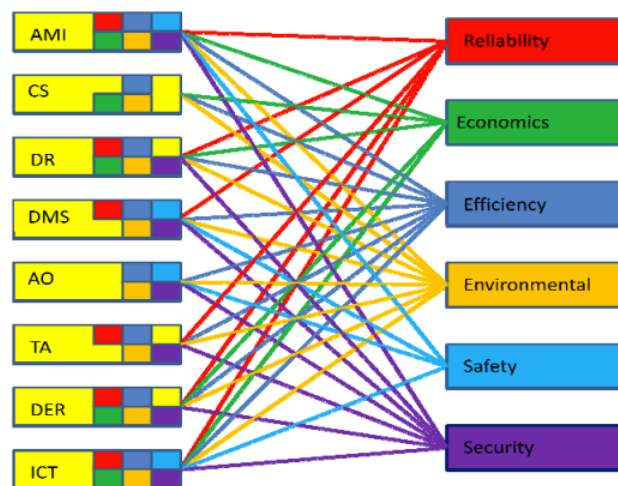 AMI
Reliability
CS
Economics
DR
Efficiency
DMS
AO
Environmental
TA
Safety
DER
Security
ICT